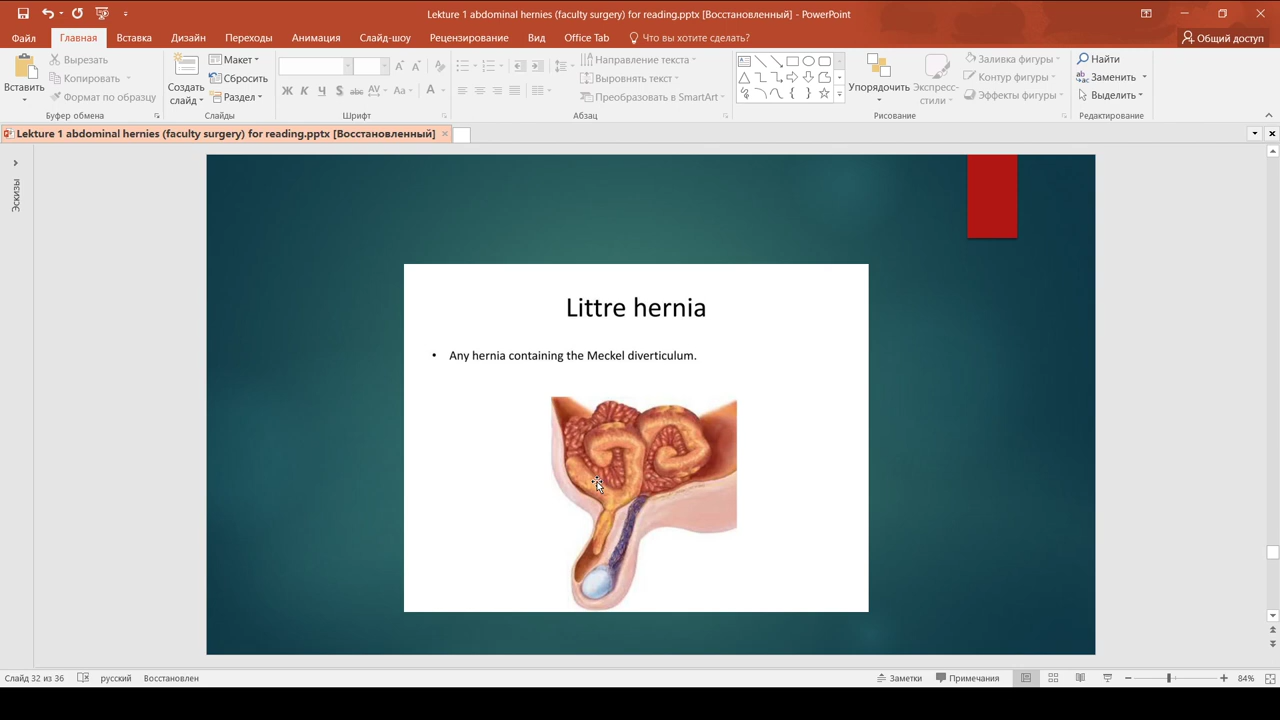 Lekture 1 abdominal hernies (faculty surgery) for reading.pptx [Восстановленный] - PowerPoint
Файл Главная Вставка Дизайн Переходы Анимация Слайд-шоу Рецензирование Вид Office Tab Что вы хотите сделать? Общий доступ
Вставить
Вырезать
Копировать
Формат по образцу
Буфер обмена
Создать слайд
Макет
Сбросить
Раздел
Слайды
Ж К Ч S abc AV Aa А
Шрифт
Направление текста
Выровнять текст
Преобразовать в SmartArt
Абзац
Упорядочить
Экспресс-стили
Заливка фигуры
Контур фигуры
Эффекты фигуры
Рисование
Найти
Заменить
Выделить
Редактирование
Lekture 1 abdominal hernies (faculty surgery) for reading.pptx [Восстановленный]
Эскизы
Littre hernia
• Any hernia containing the Meckel diverticulum.
Слайд 32 из 36 русский Восстановлен Заметки Примечания 84%